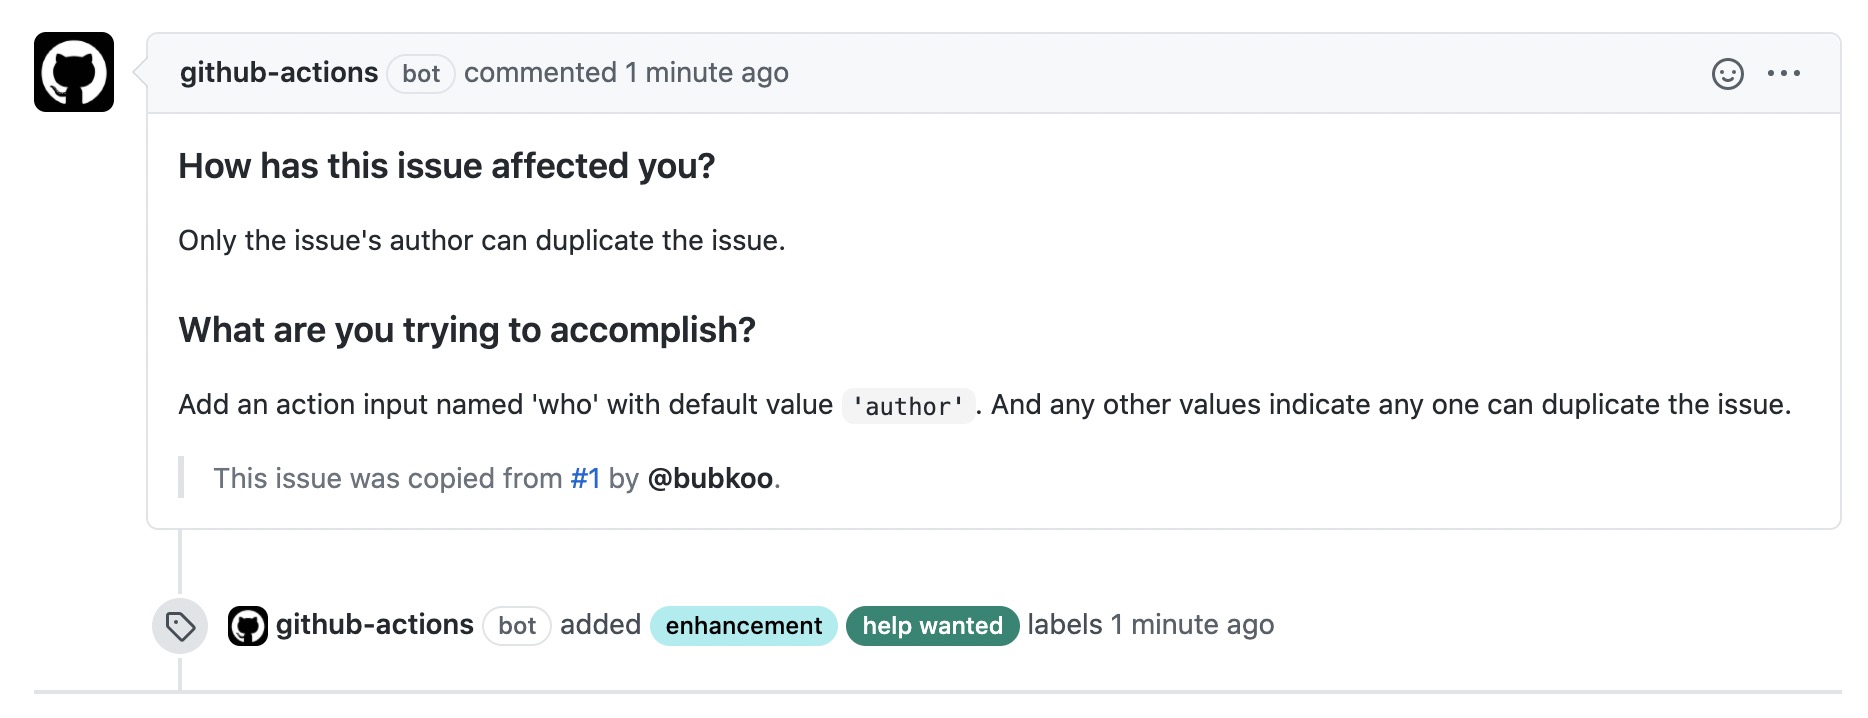 github-actions bot commented 1 minute ago
How has this issue affected you?
Only the issue's author can duplicate the issue.
What are you trying to accomplish?
Add an action input named 'who' with default value 'author' . And any other values indicate any one can duplicate the issue.
This issue was copied from #1 by @bubkoo.
github-actions bot added enhancement help wanted labels 1 minute ago